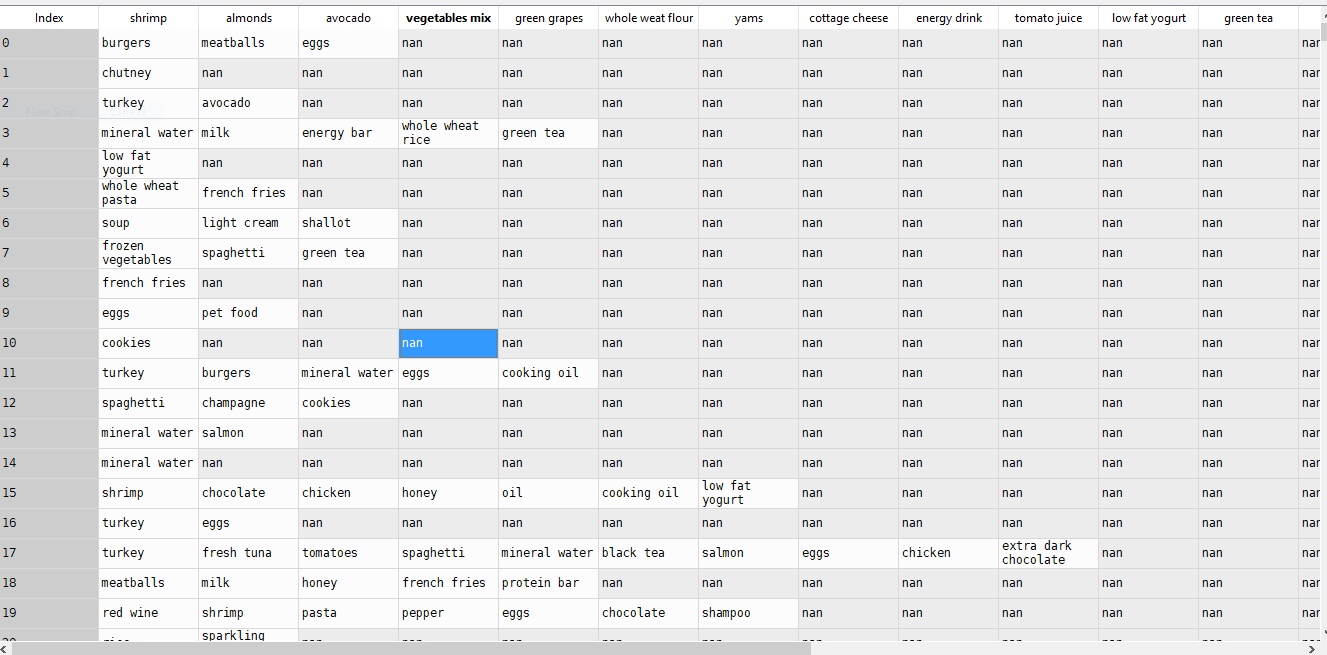 Index shrimp almonds avocado vegetables mix green grapes whole weat flour yams cottage cheese energy drink tomato juice low fat yogurt green tea
0 burgers meatballs eggs nan nan nan nan nan nan nan nan nan nan
1 chutney nan nan nan nan nan nan nan nan nan nan nan nan
2 turkey avocado nan nan nan nan nan nan nan nan nan nan nan
3 mineral water milk energy bar whole wheat rice green tea nan nan nan nan nan nan nan nan
4 low fat yogurt nan nan nan nan nan nan nan nan nan nan nan nan
5 whole wheat pasta french fries nan nan nan nan nan nan nan nan nan nan nan
6 soup light cream shallot nan nan nan nan nan nan nan nan nan nan
7 frozen vegetables spaghetti green tea nan nan nan nan nan nan nan nan nan nan
8 french fries nan nan nan nan nan nan nan nan nan nan nan nan
9 eggs pet food nan nan nan nan nan nan nan nan nan nan nan
10 cookies nan nan nan nan nan nan nan nan nan nan nan nan
11 turkey burgers mineral water eggs cooking oil nan nan nan nan nan nan nan nan
12 spaghetti champagne cookies nan nan nan nan nan nan nan nan nan nan
13 mineral water salmon nan nan nan nan nan nan nan nan nan nan nan
14 mineral water nan nan nan nan nan nan nan nan nan nan nan nan
15 shrimp chocolate chicken honey oil cooking oil low fat yogurt nan nan nan nan nan nan
16 turkey eggs nan nan nan nan nan nan nan nan nan nan nan
17 turkey fresh tuna tomatoes spaghetti mineral water black tea salmon eggs chicken extra dark chocolate nan nan nan
18 meatballs milk honey french fries protein bar nan nan nan nan nan nan nan nan
19 red wine shrimp pasta pepper eggs chocolate shampoo nan nan nan nan nan nan
sparkling